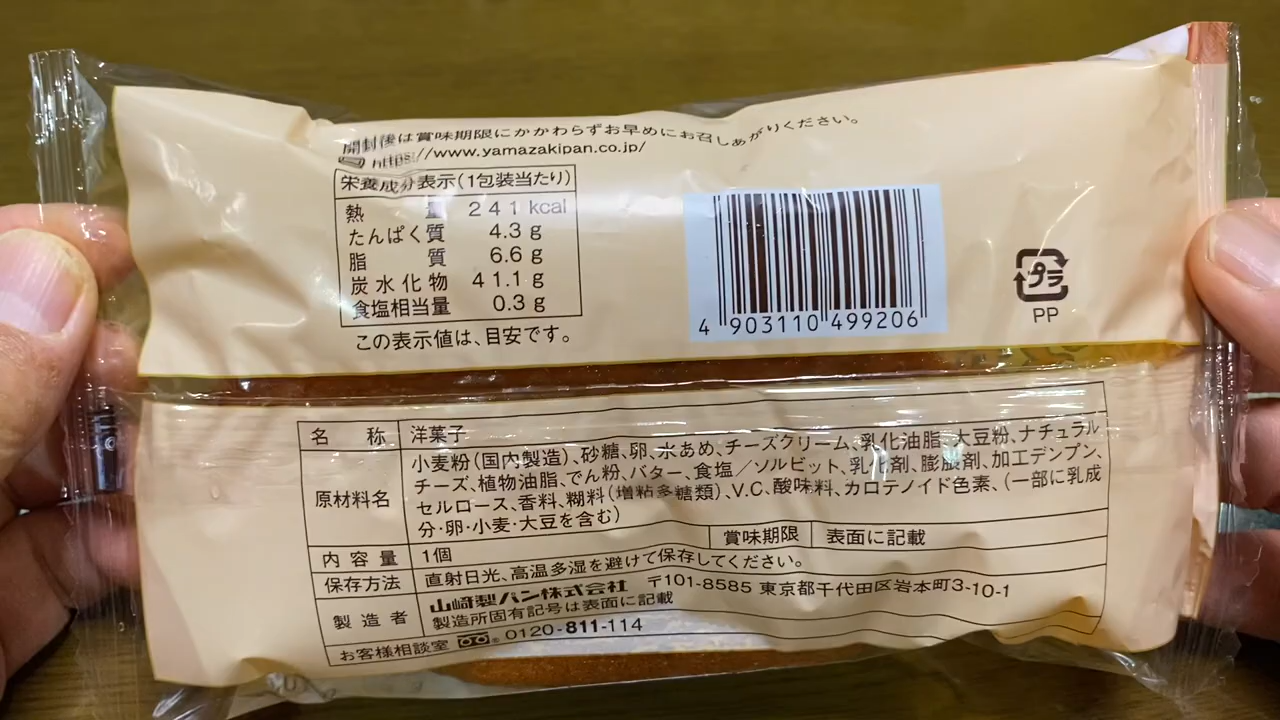 開封後は賞味期限にかかわらずお早めにお召しあがりください。
https://www.yamazakipan.co.jp/
栄養成分表示(1包装当たり)
熱量 241 kcal
たんぱく質 4.3 g
脂質 6.6 g
炭水化物 41.1 g
食塩相当量 0.3 g
この表示値は、目安です。
4 903110 499206
プラ
PP
名称 洋菓子
原材料名 小麦粉(国内製造)、砂糖、卵、水あめ、チーズクリーム、乳化油脂、大豆粉、ナチュラル
チーズ、植物油脂、でん粉、バター、食塩/ソルビット、乳化剤、膨脹剤、加工デンプン、
セルロース、香料、糊料(増粘多糖類)、V.C、酸味料、カロテノイド色素、(一部に乳成
分・卵・小麦・大豆を含む)
賞味期限 表面に記載
内容量 1個
保存方法 直射日光、高温多湿を避けて保存してください。
製造者 山崎製パン株式会社 〒101-8585 東京都千代田区岩本町3-10-1
製造所固有記号は表面に記載
お客様相談室 0120-811-114